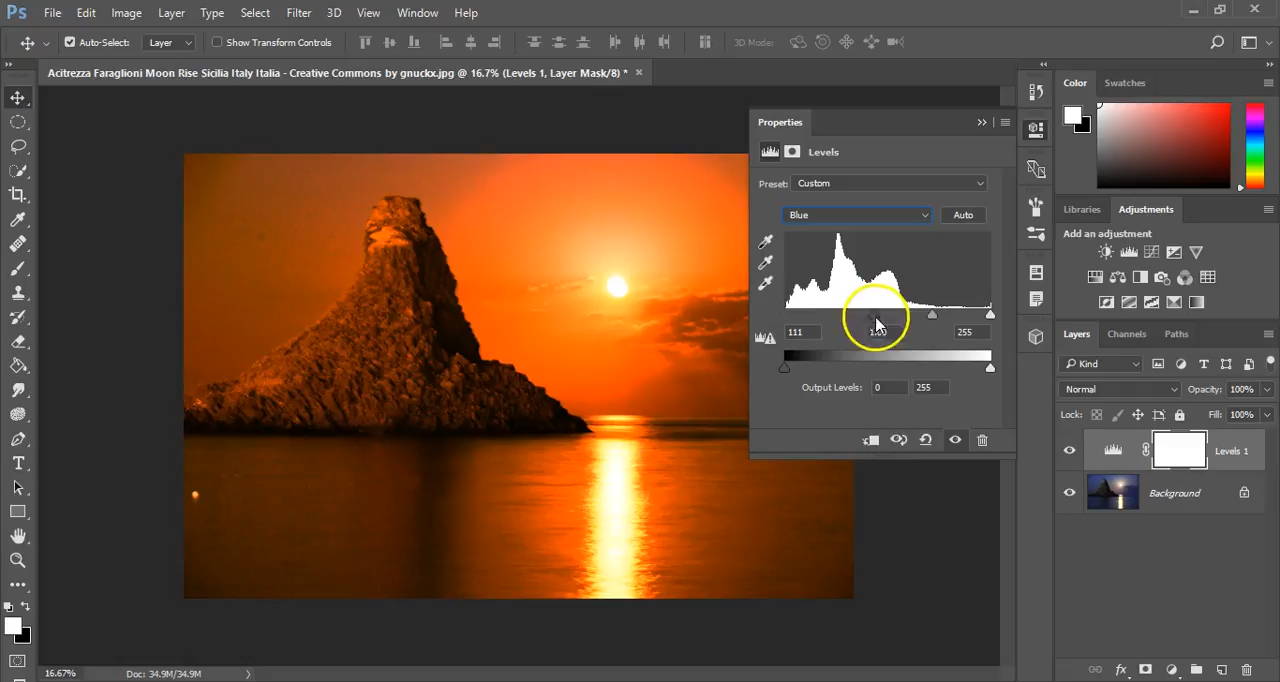 Ps File Edit Image Layer Type Select Filter 3D View Window Help
Auto-Select: Layer Show Transform Controls 3D Mode:
Acitrezza Faraglioni Moon Rise Sicilia Italy Italia - Creative Commons by gnuckx.jpg @ 16.7% (Levels 1, Layer Mask/8) *
Properties
Levels
Preset: Custom
Blue Auto
111 255
Output Levels: 0 255
Color Swatches
Libraries Adjustments
Add an adjustment
Layers Channels Paths
Kind
Normal Opacity: 100%
Lock: Fill: 100%
Levels 1
Background
16.67% Doc: 34.9M/34.9M